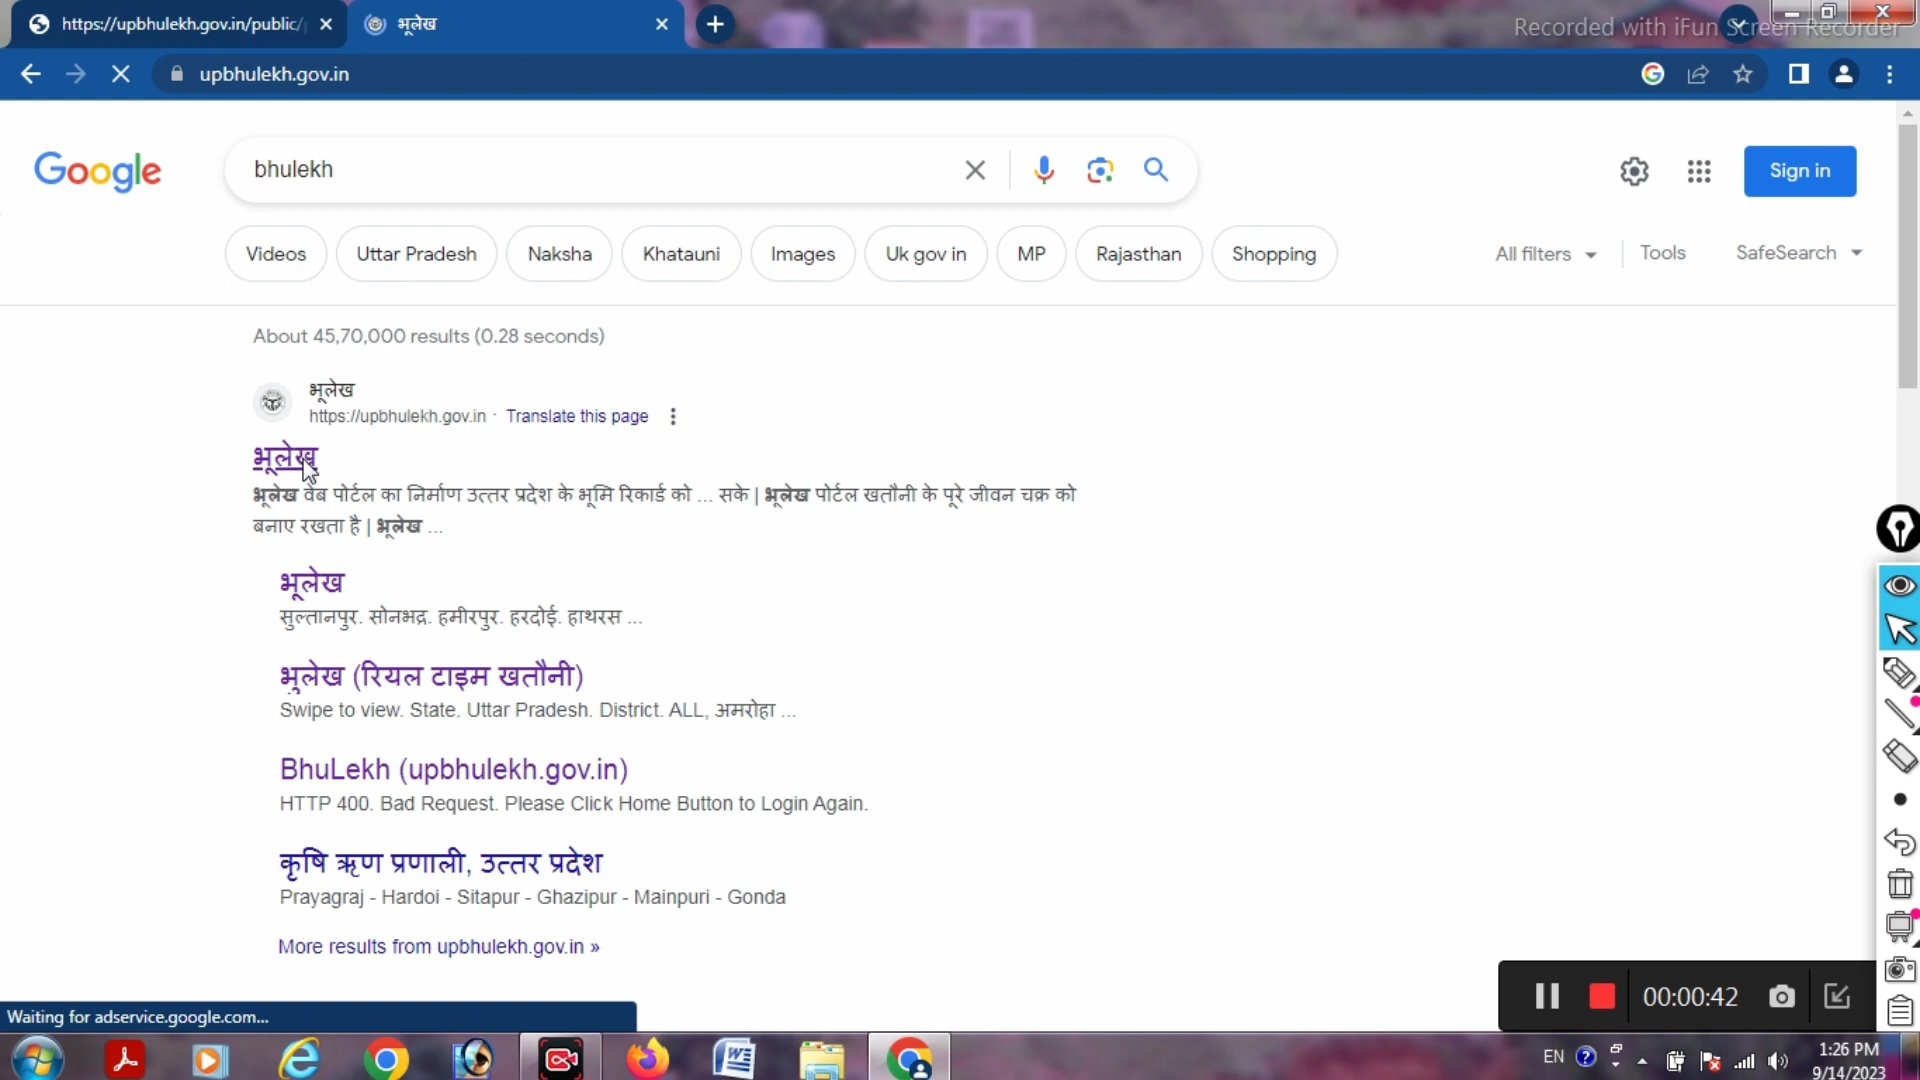 https://upbhulekh.gov.in/public/
भूलेख
Recorded with iFun Screen Recorder
upbhulekh.gov.in
Google
bhulekh
Sign in
Videos
Uttar Pradesh
Naksha
Khatauni
Images
Uk gov in
MP
Rajasthan
Shopping
All filters
Tools
SafeSearch
About 45,70,000 results (0.28 seconds)
भूलेख
https://upbhulekh.gov.in · Translate this page
भूलेख
भूलेख वेब पोर्टल का निर्माण उत्तर प्रदेश के भूमि रिकार्ड को ... सके | भूलेख पोर्टल खतौनी के पूरे जीवन चक्र को
बनाए रखता है | भूलेख ...
भूलेख
सुल्तानपुर. सोनभद्र. हमीरपुर. हरदोई. हाथरस ...
भूलेख (रियल टाइम खतौनी)
Swipe to view. State. Uttar Pradesh. District. ALL, अमरोहा ...
BhuLekh (upbhulekh.gov.in)
HTTP 400. Bad Request. Please Click Home Button to Login Again.
कृषि ऋण प्रणाली, उत्तर प्रदेश
Prayagraj - Hardoi - Sitapur - Ghazipur - Mainpuri - Gonda
More results from upbhulekh.gov.in »
00:00:42
Waiting for adservice.google.com...
EN
1:26 PM
9/14/2023